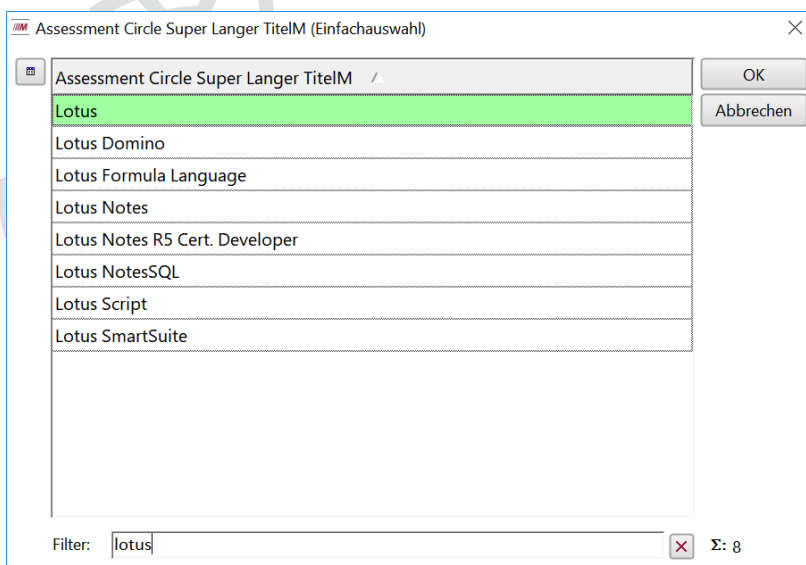 Assessment Circle Super Langer TitelM (Einfachauswahl)
Assessment Circle Super Langer TitelM
OK
Lotus
Abbrechen
Lotus Domino
Lotus Formula Language
Lotus Notes
Lotus Notes R5 Cert. Developer
Lotus NotesSQL
Lotus Script
Lotus SmartSuite
Filter: lotus Σ: 8